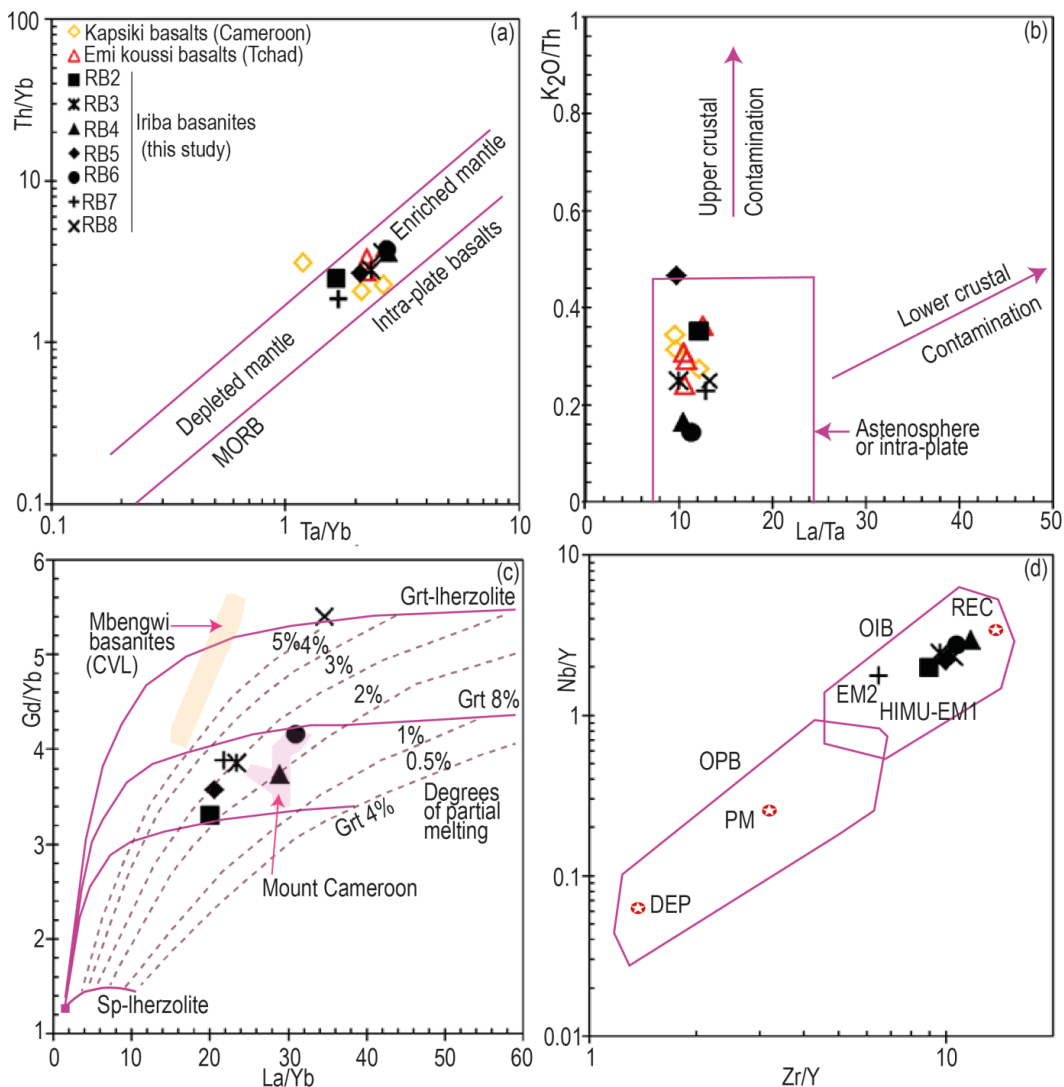 (a)
100
10
1
0.1
Th/Yb
Kapsiki basalts (Cameroon)
Emi koussi basalts (Tchad)
RB2
RB3
RB4
RB5
RB6
RB7
RB8
Iriba basanites
(this study)
Enriched mantle
Intra-plate basalts
Depleted mantle
MORB
0.1
1
10
Ta/Yb
(b)
K2O/Th
1
0.8
0.6
0.4
0.2
0
Upper crustal
Contamination
Lower crustal
Contamination
Astenosphere
or intra-plate
0
10
20
30
40
50
La/Ta
(c)
6
5
4
3
2
1
Gd/Yb
Mbengwi
basanites
(CVL)
Grt-lherzolite
5%
4%
3%
2%
Grt 8%
1%
0.5%
Degrees
of partial
melting
Grt 4%
Mount Cameroon
Sp-lherzolite
0
10
20
30
40
50
60
La/Yb
(d)
10
1
0.1
0.01
Nb/Y
REC
OIB
EM2
HIMU-EM1
OPB
PM
DEP
1
10
Zr/Y